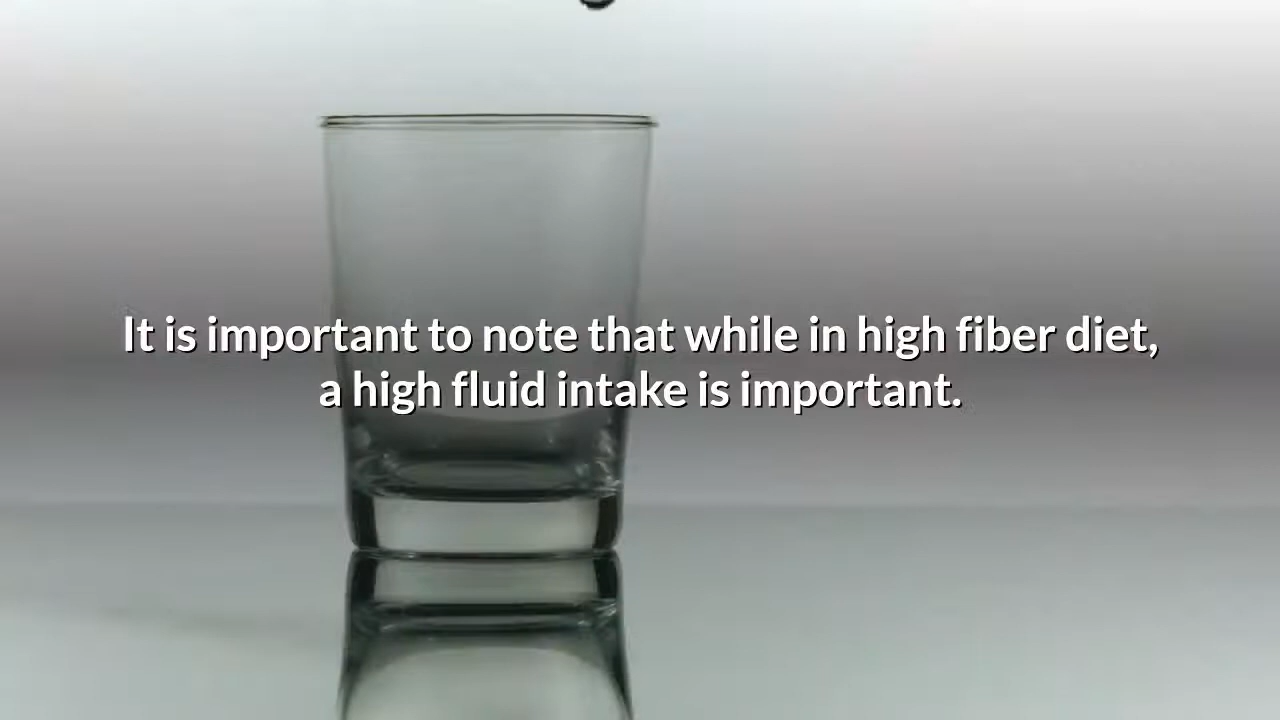 It is important to note that while in high fiber diet,
a high fluid intake is important.